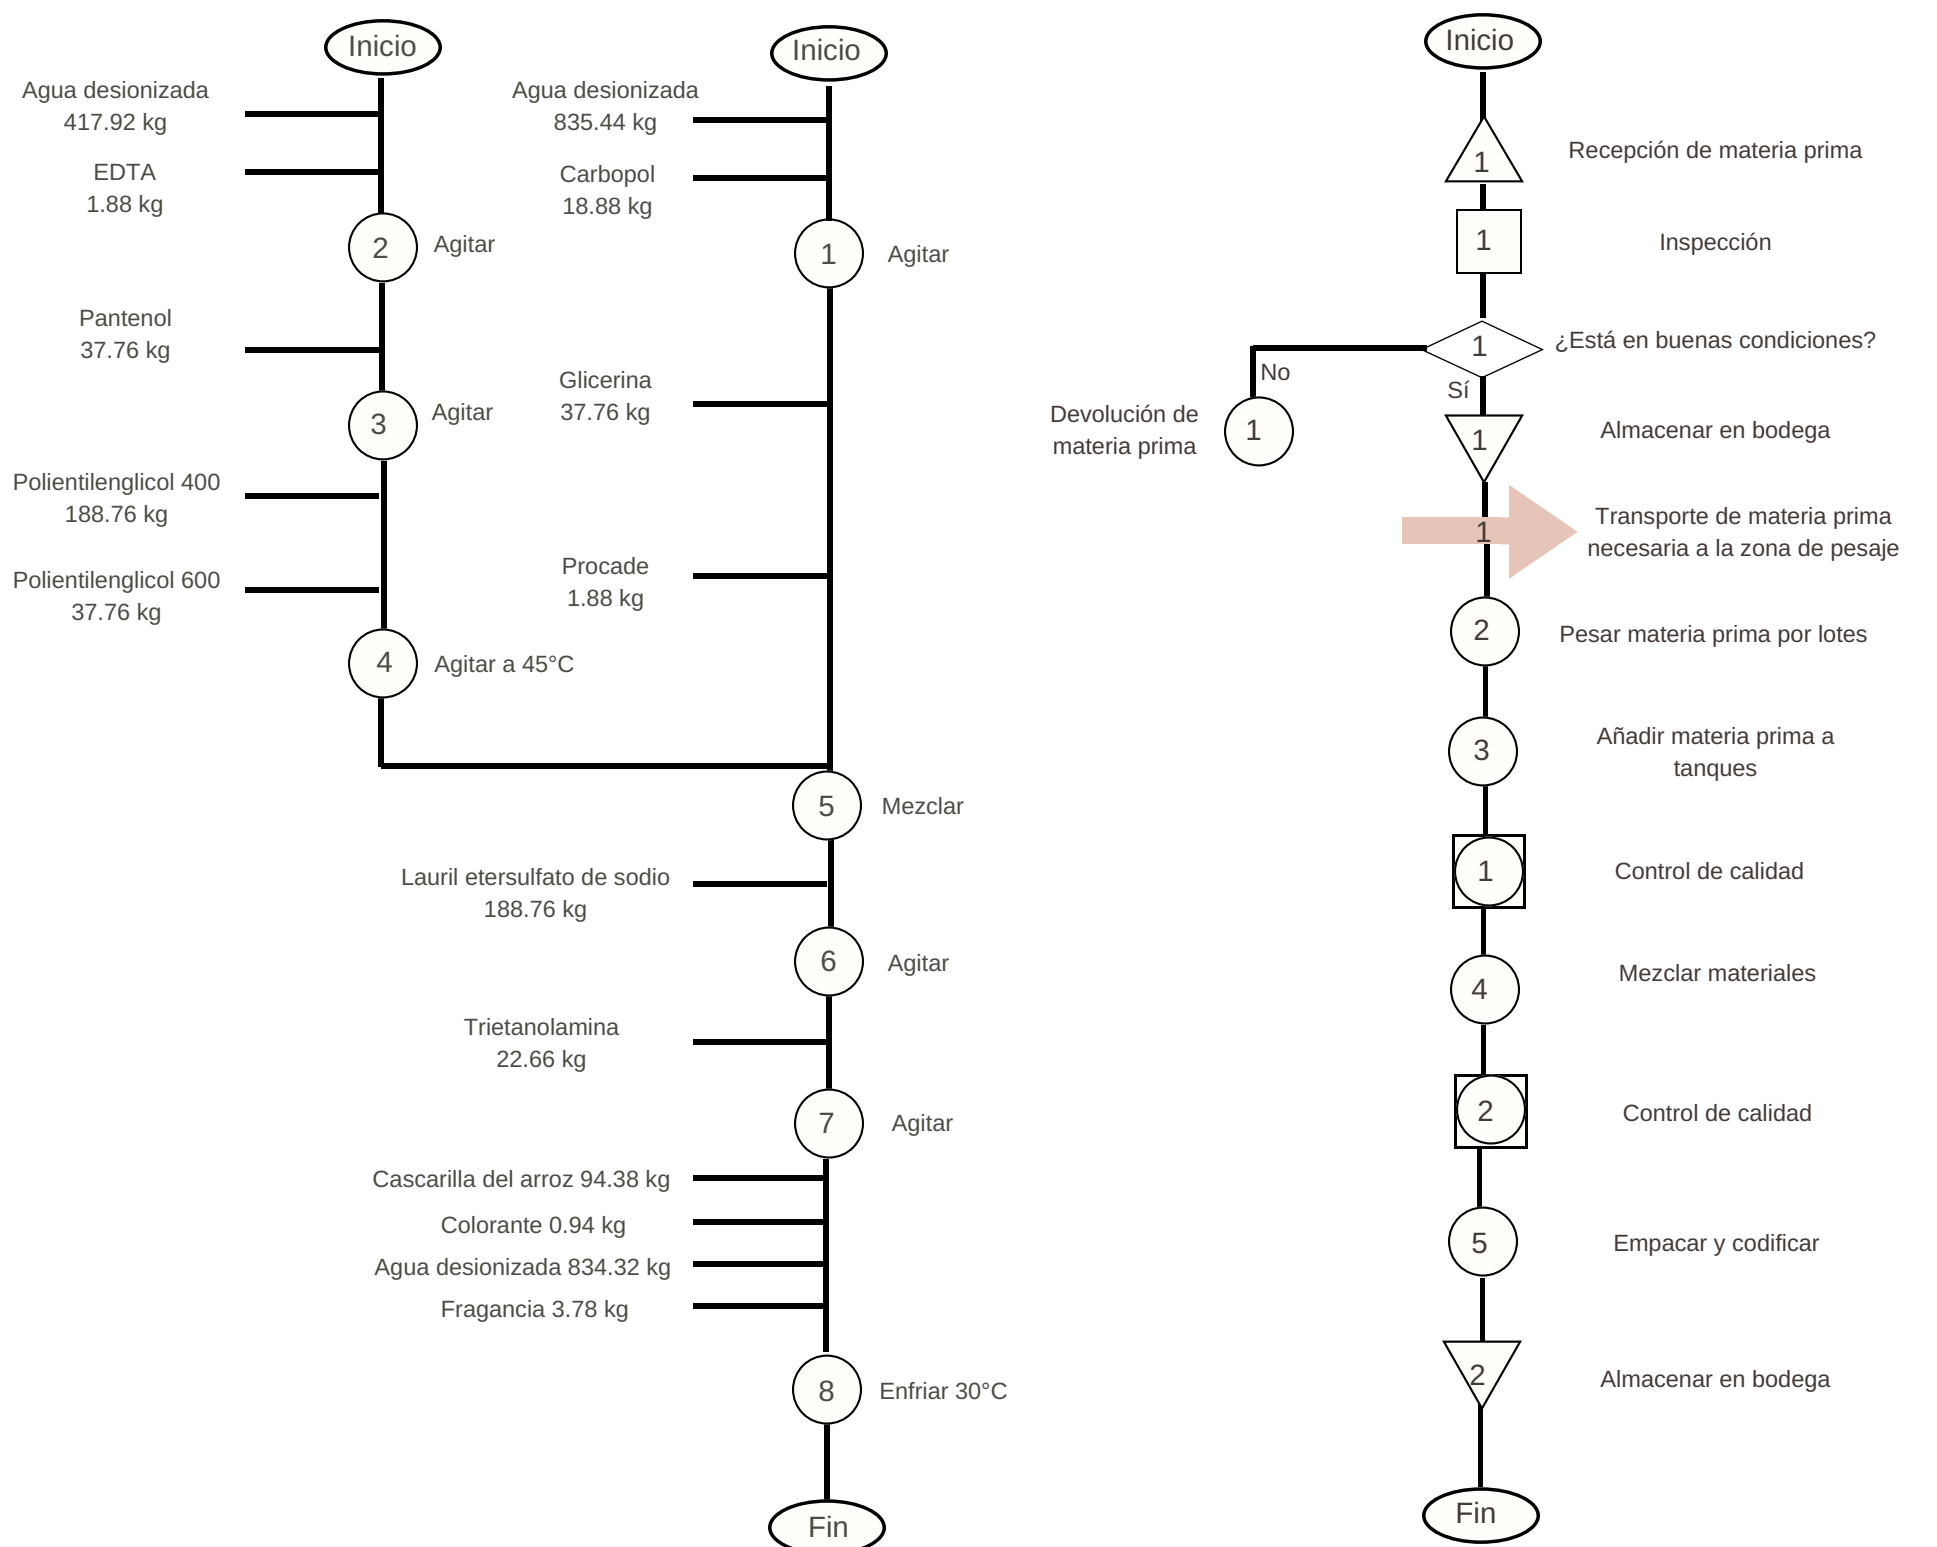 Inicio
Agua desionizada
417.92 kg
EDTA
1.88 kg
2
Agitar
Pantenol
37.76 kg
3
Agitar
Polientilenglicol 400
188.76 kg
Polientilenglicol 600
37.76 kg
4
Agitar a 45°C
Inicio
Agua desionizada
835.44 kg
Carbopol
18.88 kg
1
Agitar
Glicerina
37.76 kg
Procade
1.88 kg
5
Mezclar
Lauril etersulfato de sodio
188.76 kg
6
Agitar
Trietanolamina
22.66 kg
7
Agitar
Cascarilla del arroz 94.38 kg
Colorante 0.94 kg
Agua desionizada 834.32 kg
Fragancia 3.78 kg
8
Enfriar 30°C
Fin
Inicio
1
Recepción de materia prima
1
Inspección
1
¿Está en buenas condiciones?
No
Sí
Devolución de
materia prima
1
1
Almacenar en bodega
1
Transporte de materia prima
necesaria a la zona de pesaje
2
Pesar materia prima por lotes
3
Añadir materia prima a
tanques
1
Control de calidad
4
Mezclar materiales
2
Control de calidad
5
Empacar y codificar
2
Almacenar en bodega
Fin